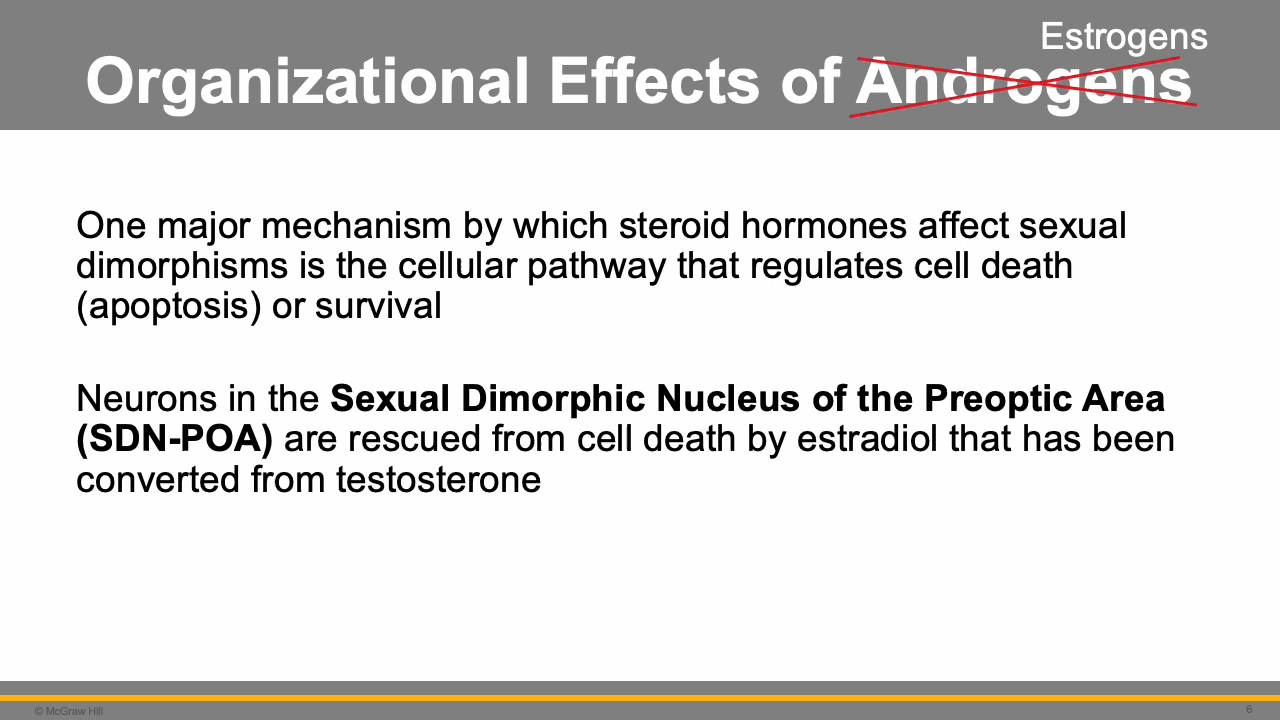 Estrogens
Organizational Effects of Androgens
One major mechanism by which steroid hormones affect sexual
dimorphisms is the cellular pathway that regulates cell death
(apoptosis) or survival
Neurons in the Sexual Dimorphic Nucleus of the Preoptic Area
(SDN-POA) are rescued from cell death by estradiol that has been
converted from testosterone
© McGraw Hill
6